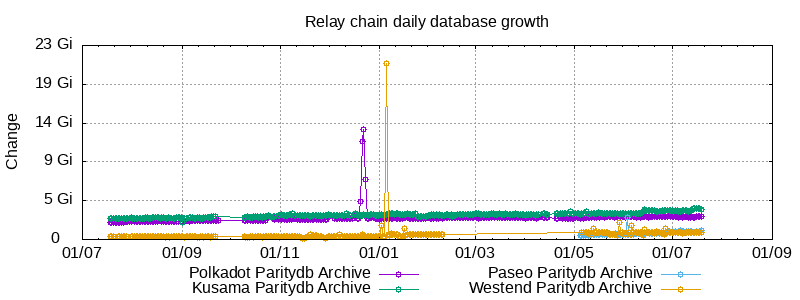 Relay chain daily database growth
23 Gi
19 Gi
14 Gi
9 Gi
5 Gi
0
Change
01/07 01/09 01/11 01/01 01/03 01/05 01/07 01/09
Polkadot Paritydb Archive Paseo Paritydb Archive
Kusama Paritydb Archive Westend Paritydb Archive